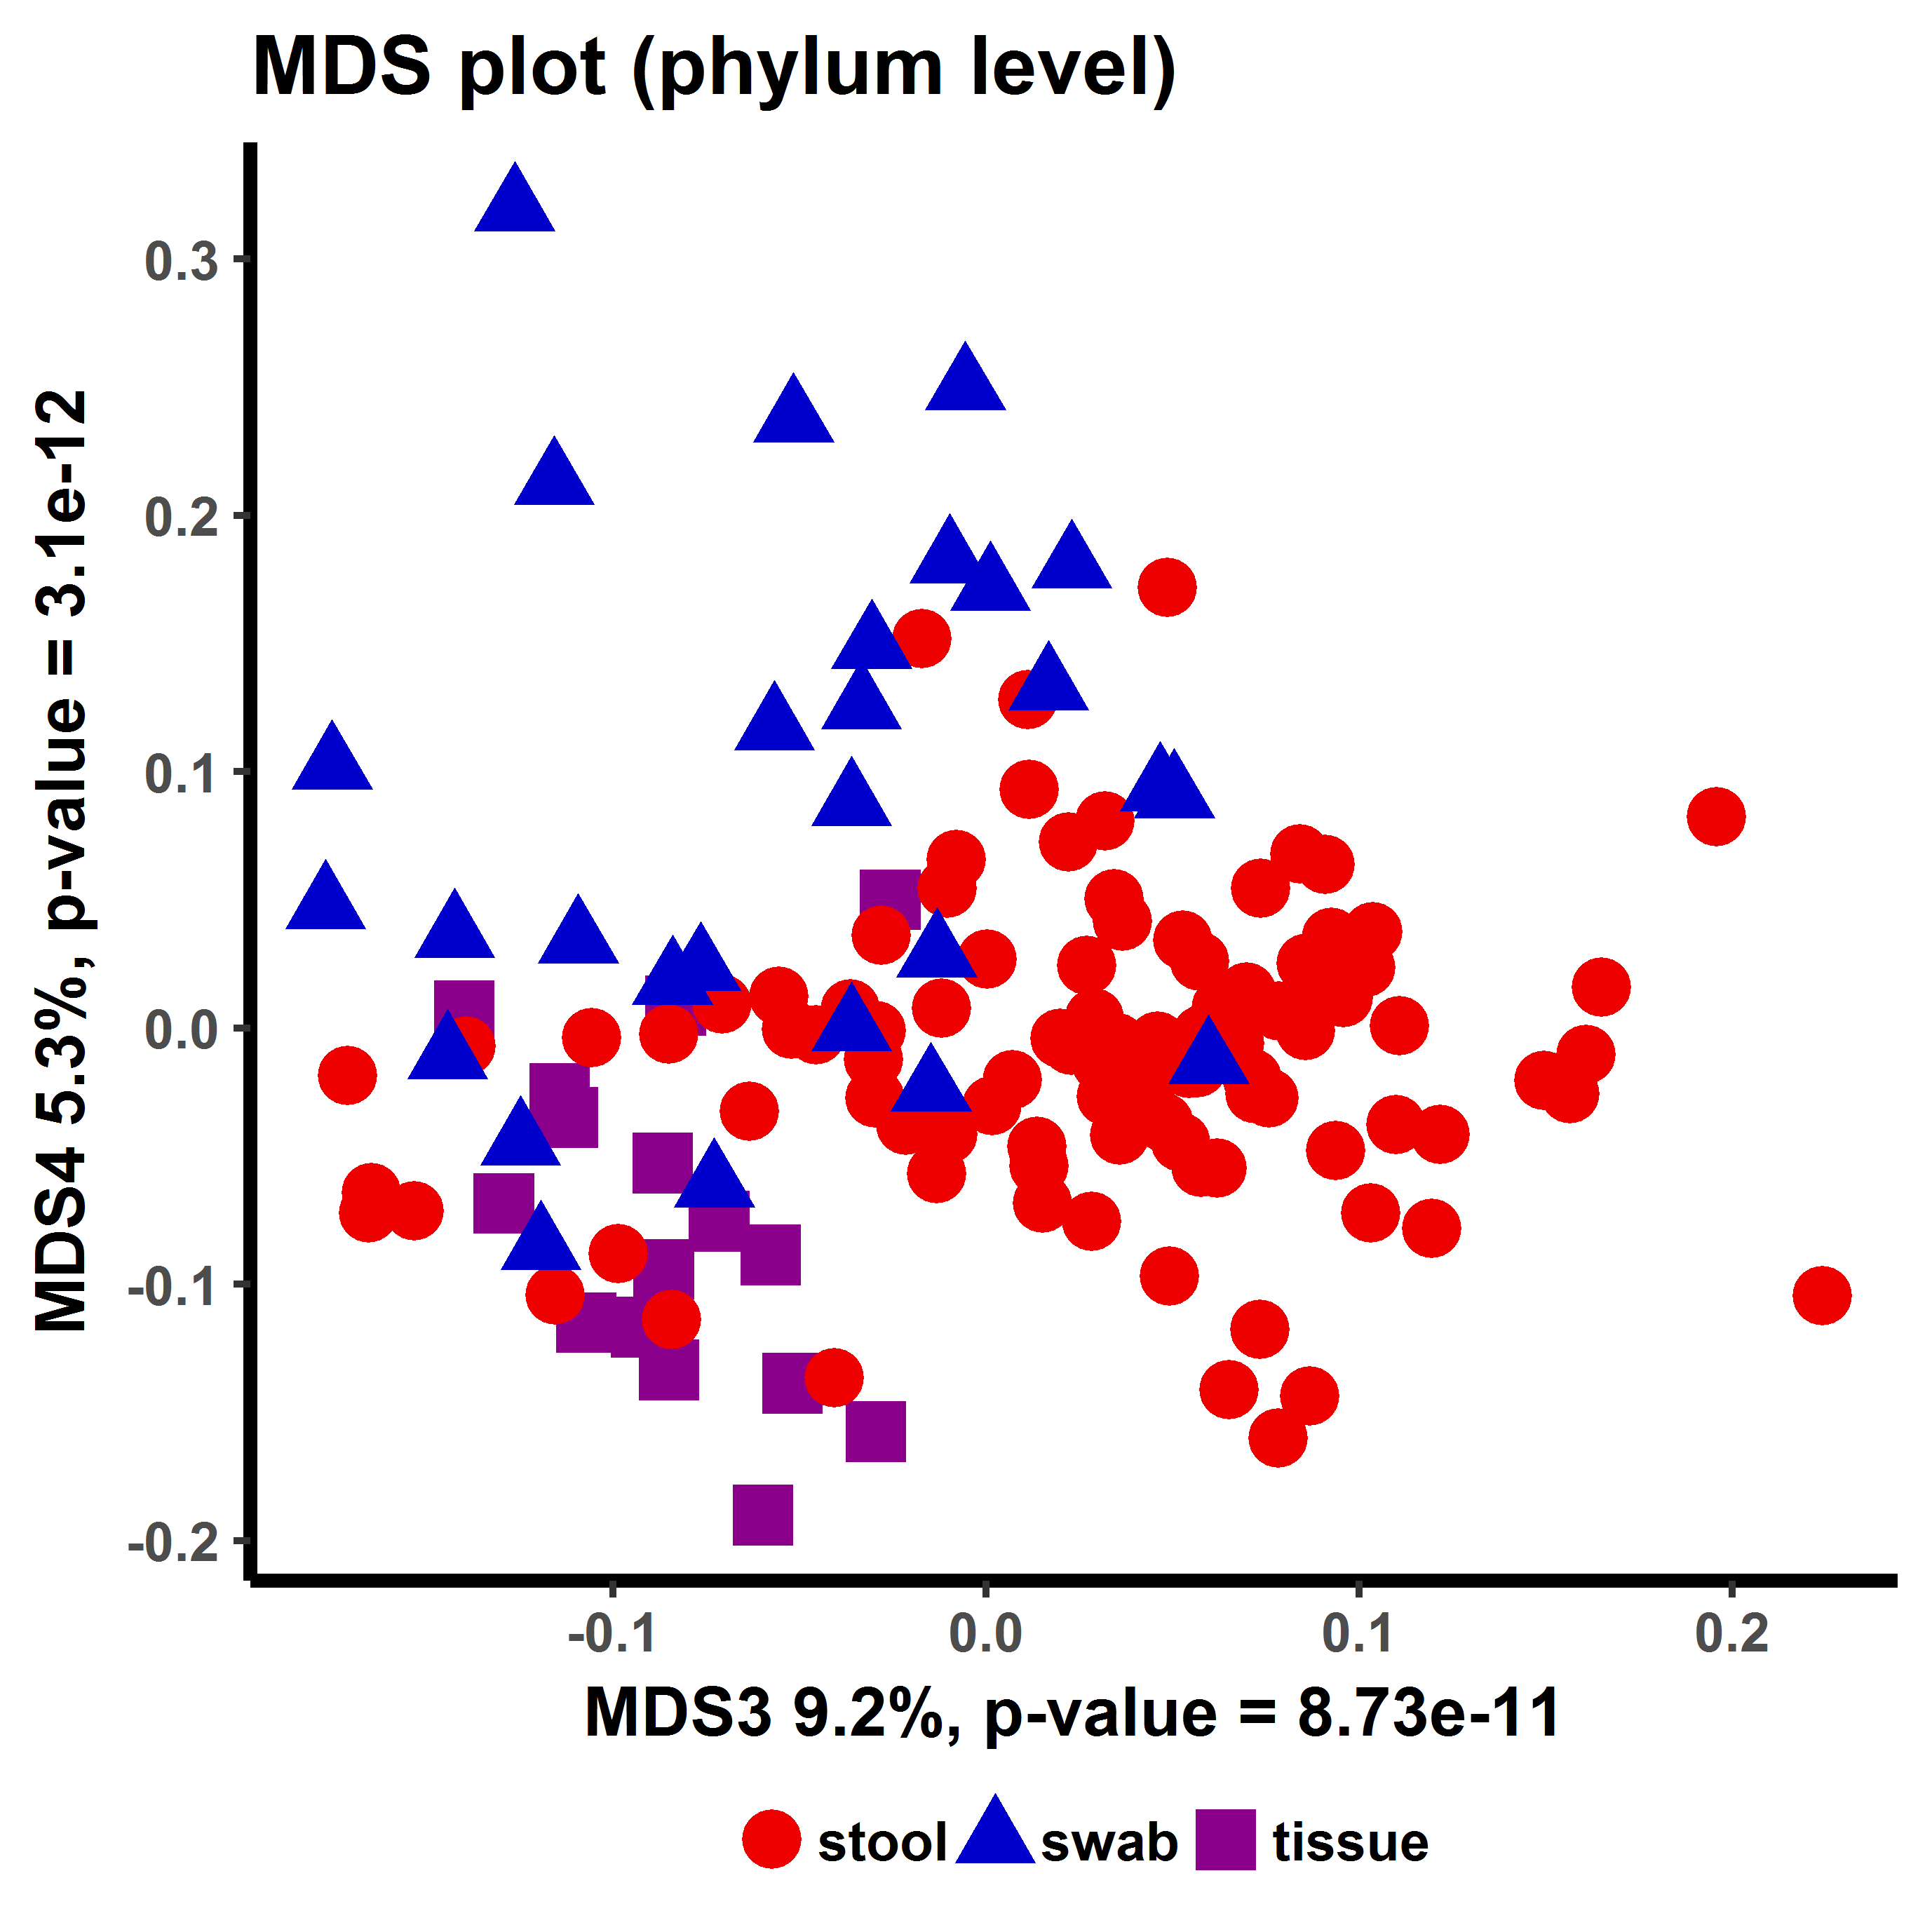 MDS plot (phylum level)
MDS4 5.3%, p-value = 3.1e-12
0.3
0.2
0.1
0.0
-0.1
-0.2
-0.1 0.0 0.1 0.2
MDS3 9.2%, p-value = 8.73e-11
stool swab tissue